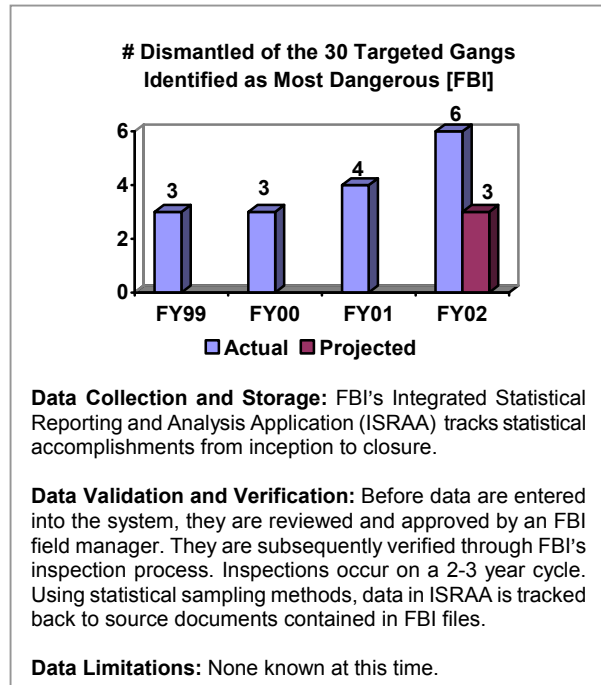 # Dismantled of the 30 Targeted Gangs
Identified as Most Dangerous [FBI]
6
6
4
4
3
3
3
2
0
FY99 FY00 FY01 FY02
Actual Projected
Data Collection and Storage: FBI's Integrated Statistical
Reporting and Analysis Application (ISRAA) tracks statistical
accomplishments from inception to closure.
Data Validation and Verification: Before data are entered
into the system, they are reviewed and approved by an FBI
field manager. They are subsequently verified through FBI's
inspection process. Inspections occur on a 2-3 year cycle.
Using statistical sampling methods, data in ISRAA is tracked
back to source documents contained in FBI files.
Data Limitations: None known at this time.